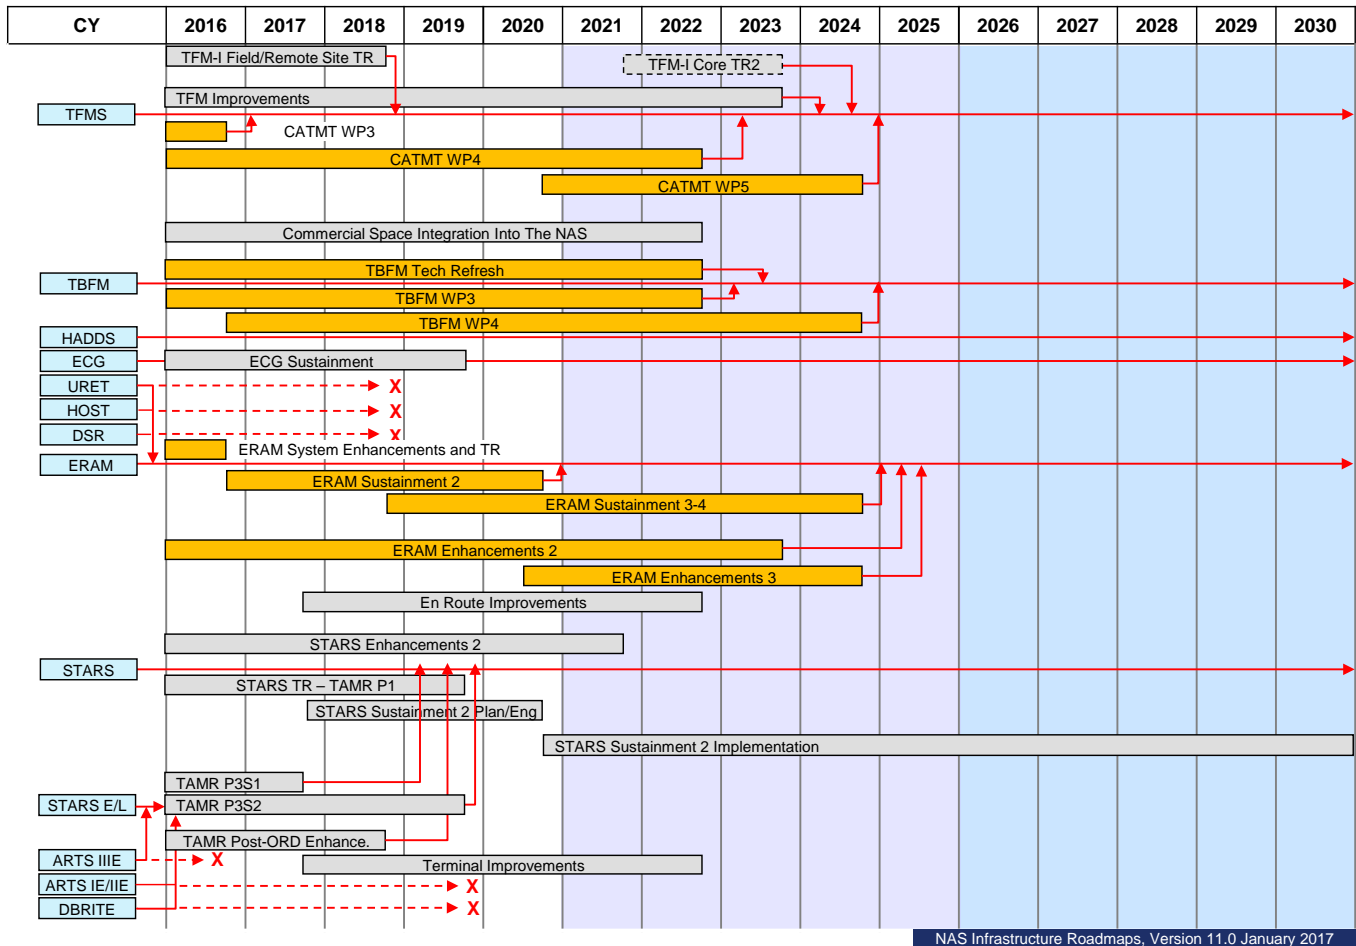 CY 2016 2017 2018 2019 2020 2021 2022 2023 2024 2025 2026 2027 2028 2029 2030
TFM-I Field/Remote Site TR
TFM-I Core TR2
TFM Improvements
TFMS
CATMT WP3
CATMT WP4
CATMT WP5
Commercial Space Integration Into The NAS
TBFM Tech Refresh
TBFM
TBFM WP3
TBFM WP4
HADDS
ECG
ECG Sustainment
URET
X
HOST
X
DSR
X
ERAM System Enhancements and TR
ERAM
ERAM Sustainment 2
ERAM Sustainment 3-4
ERAM Enhancements 2
ERAM Enhancements 3
En Route Improvements
STARS Enhancements 2
STARS
STARS TR – TAMR P1
STARS Sustainment 2 Plan/Eng
STARS Sustainment 2 Implementation
TAMR P3S1
STARS E/L
TAMR P3S2
TAMR Post-ORD Enhance.
ARTS IIIE
X
Terminal Improvements
ARTS IE/IIE
X
DBRITE
X
NAS Infrastructure Roadmaps, Version 11.0 January 2017